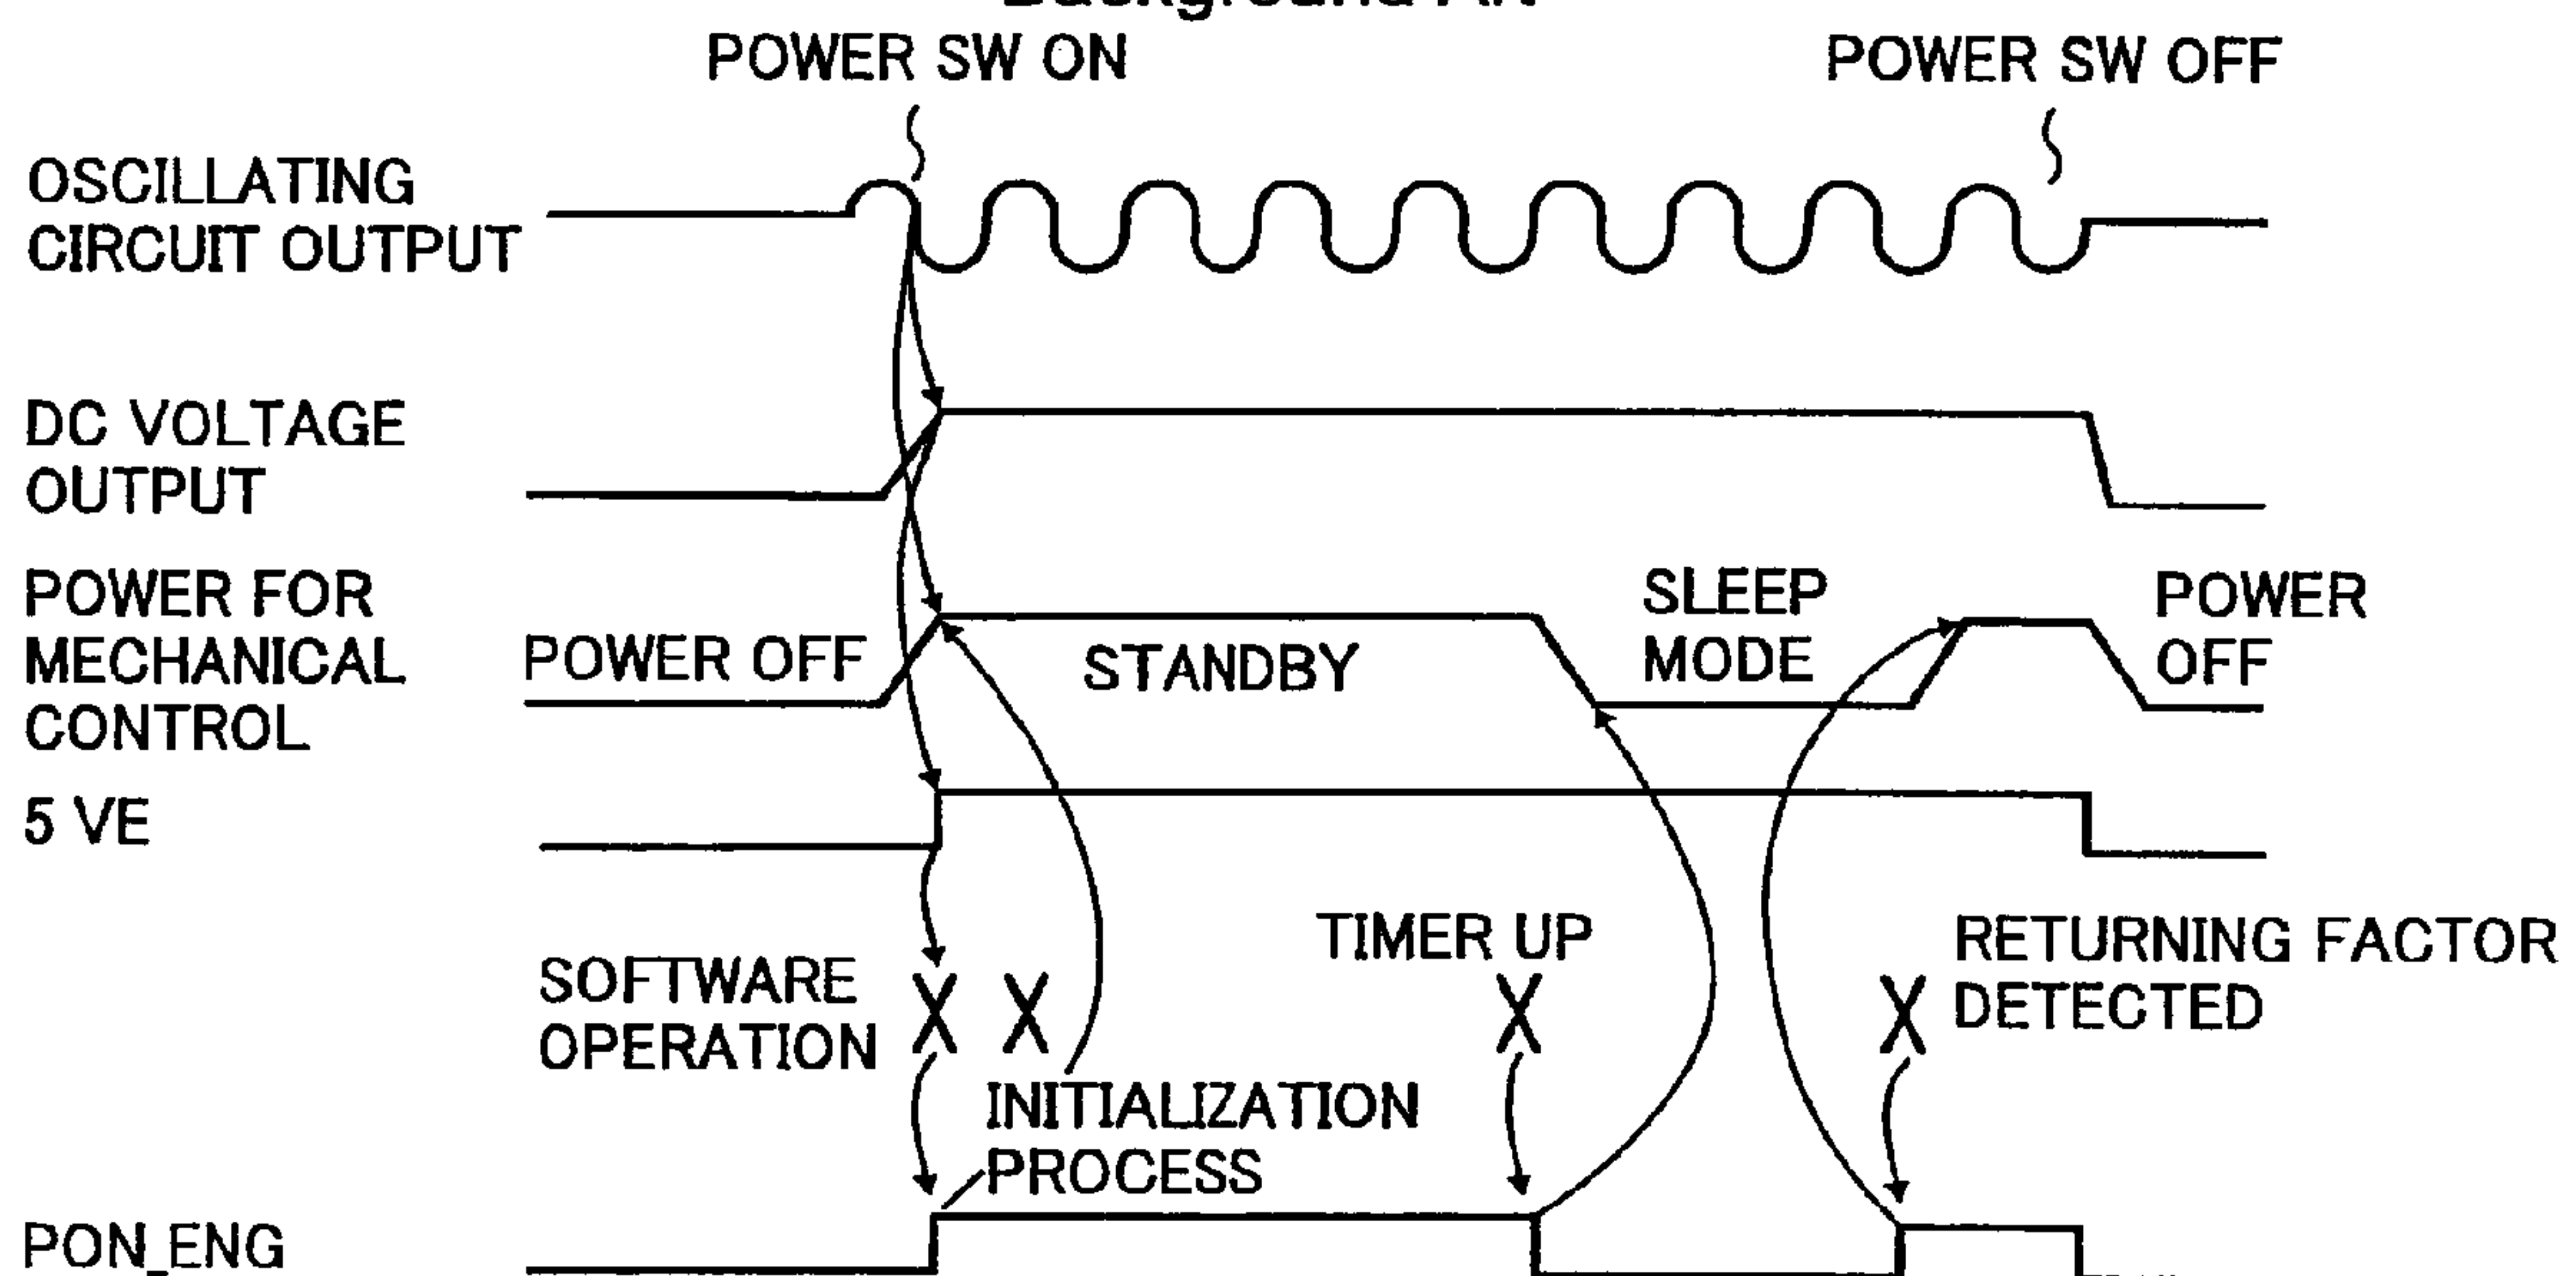 POWER SW ON
POWER SW OFF
OSCILLATING
CIRCUIT OUTPUT
DC VOLTAGE
OUTPUT
POWER FOR
MECHANICAL
CONTROL
POWER OFF
STANDBY
SLEEP
MODE
POWER
OFF
5 VE
SOFTWARE
OPERATION
INITIALIZATION
PROCESS
TIMER UP
RETURNING FACTOR
DETECTED
PON_ENG